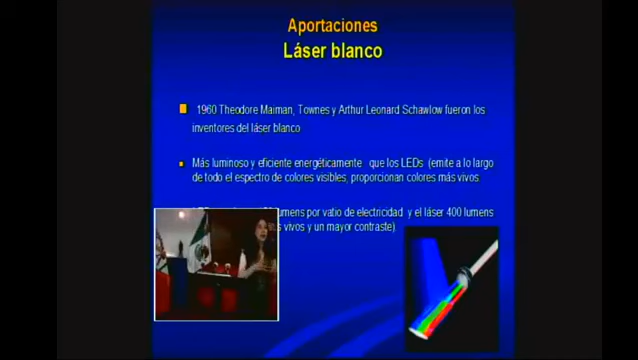 Aportaciones
Láser blanco
1960 Theodore Maiman, Townes y Arthur Leonard Schawlow fueron los
inventores del láser blanco
Más luminoso y eficiente energéticamente que los LEDs (emite a lo largo
de todo el espectro de colores visibles, proporcionan colores más vivos
lumens por vatio de electricidad y el láser 400 lumens
vivos y un mayor contraste)